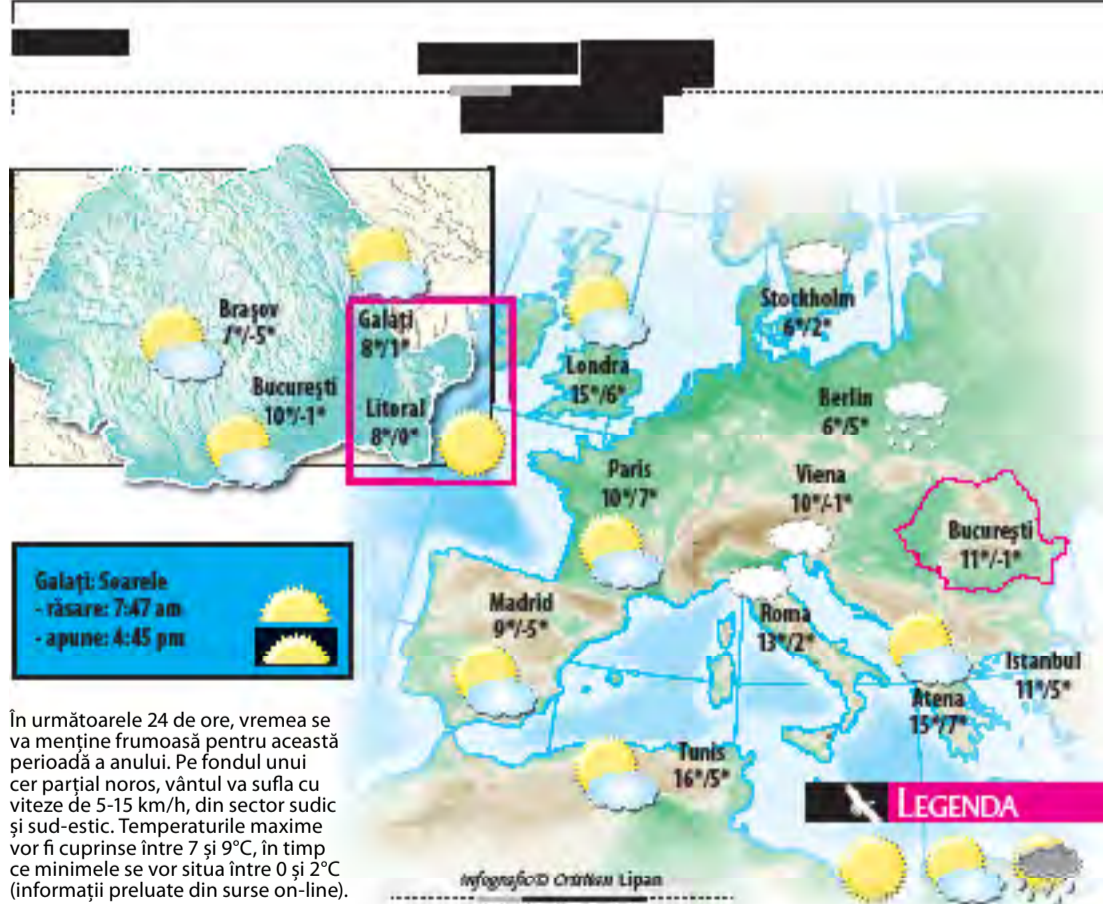 Brașov
7°/-5°
București
10°/-1°
Galați
8°/1°
Litoral
8°/0°
Londra
15°/6°
Stockholm
6°/2°
Berlin
6°/5°
Paris
10°/7°
Viena
10°/-1°
București
11°/-1°
Madrid
9°/-5°
Roma
13°/2°
Istanbul
11°/5°
Atena
15°/7°
Tunis
16°/5°
Galați: Soarele
- răsare: 7:47 am
- apune: 4:45 pm
În următoarele 24 de ore, vremea se
va menține frumoasă pentru această
perioadă a anului. Pe fondul unui
cer parțial noros, vântul va sufla cu
viteze de 5-15 km/h, din sector sudic
și sud-estic. Temperaturile maxime
vor fi cuprinse între 7 și 9°C, în timp
ce minimele se vor situa între 0 și 2°C
(informații preluate din surse on-line).
LEGENDA
infografic© Cristian Lipan